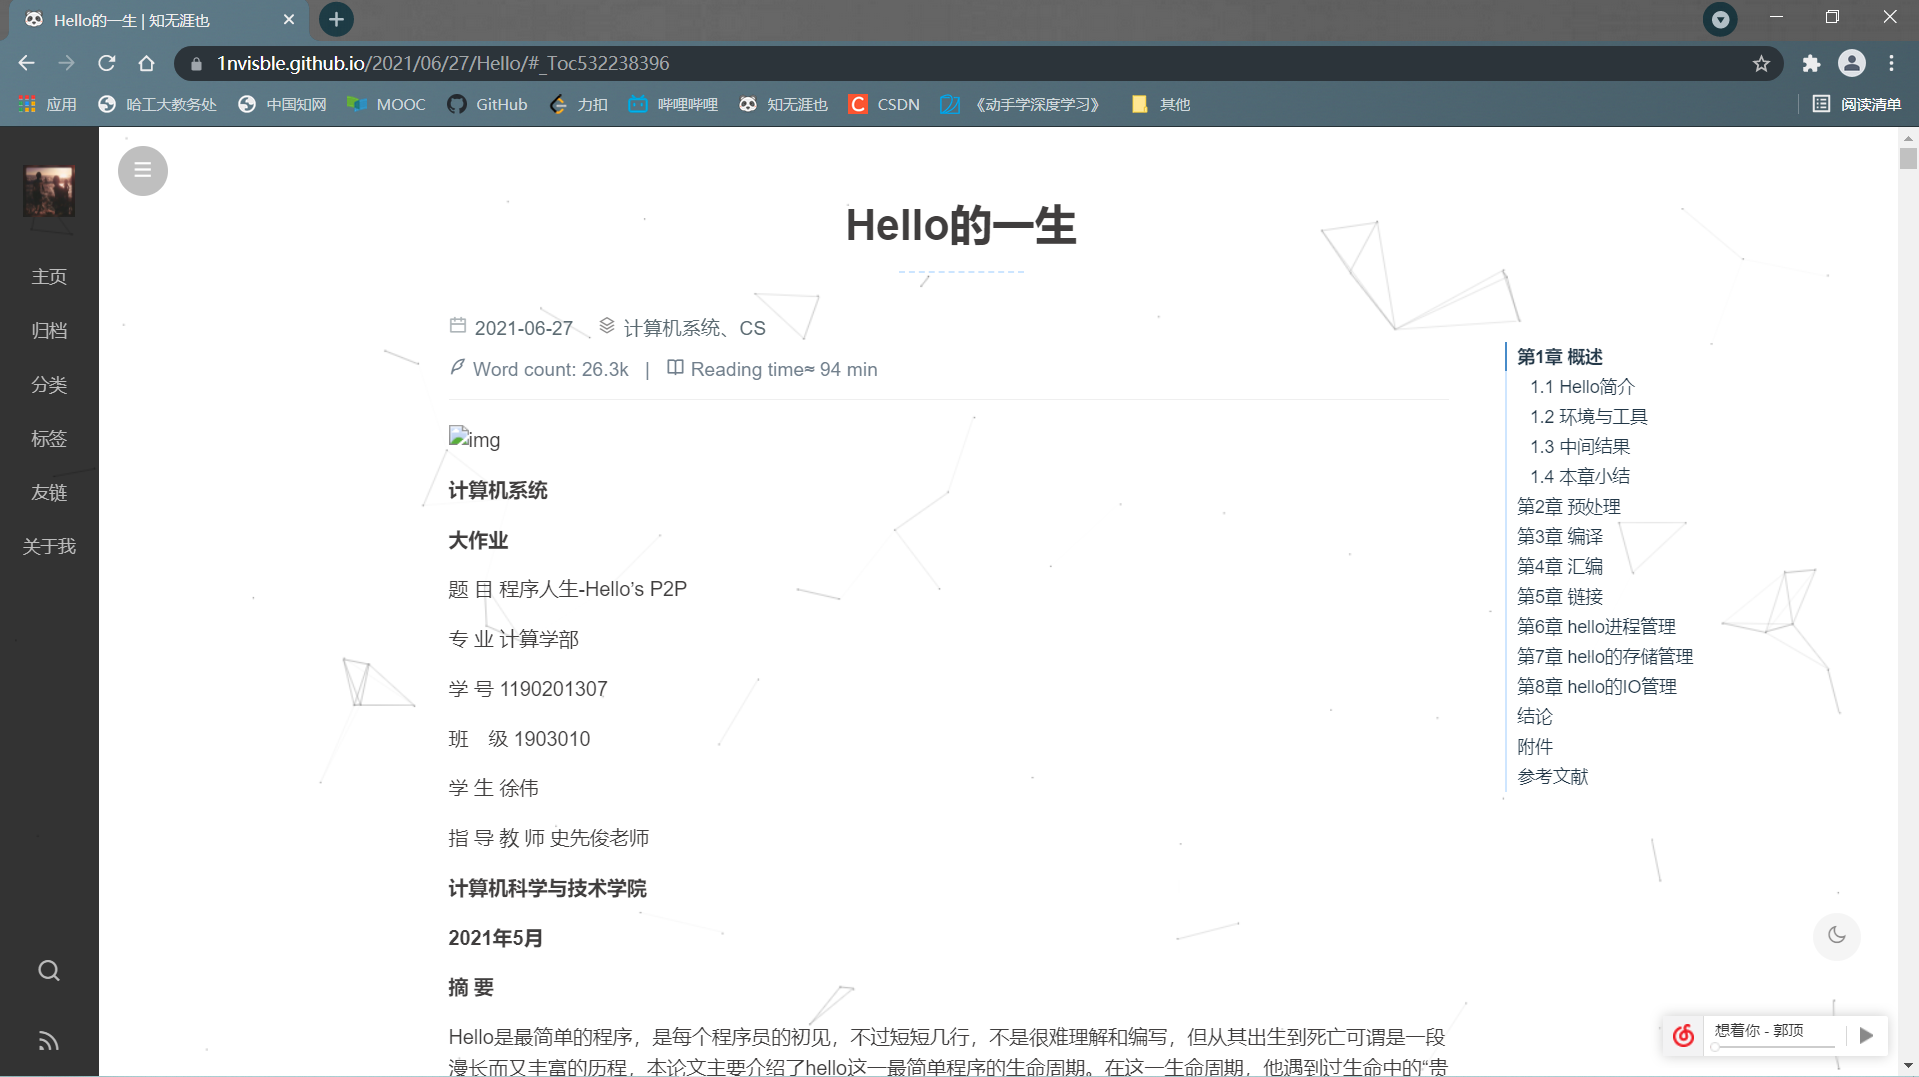 Hello的一生 | 知无涯也
1nvisble.github.io/2021/06/27/Hello/#_Toc532238396
应用 哈工大教务处 中国知网 MOOC GitHub 力扣 哔哩哔哩 知无涯也 CSDN 《动手学深度学习》 其他 阅读清单
主页
归档
分类
标签
友链
关于我
Hello的一生
2021-06-27 计算机系统、CS
Word count: 26.3k | Reading time≈ 94 min
img
计算机系统
大作业
题 目 程序人生-Hello’s P2P
专 业 计算学部
学 号 1190201307
班 级 1903010
学 生 徐伟
指 导 教 师 史先俊老师
计算机科学与技术学院
2021年5月
摘 要
Hello是最简单的程序，是每个程序员的初见，不过短短几行，不是很难理解和编写，但从其出生到死亡可谓是一段
漫长而又丰富的历程，本论文主要介绍了hello这一最简单程序的生命周期。在这一生命周期，他遇到过生命中的“贵
第1章 概述
1.1 Hello简介
1.2 环境与工具
1.3 中间结果
1.4 本章小结
第2章 预处理
第3章 编译
第4章 汇编
第5章 链接
第6章 hello进程管理
第7章 hello的存储管理
第8章 hello的IO管理
结论
附件
参考文献
想着你 - 郭顶